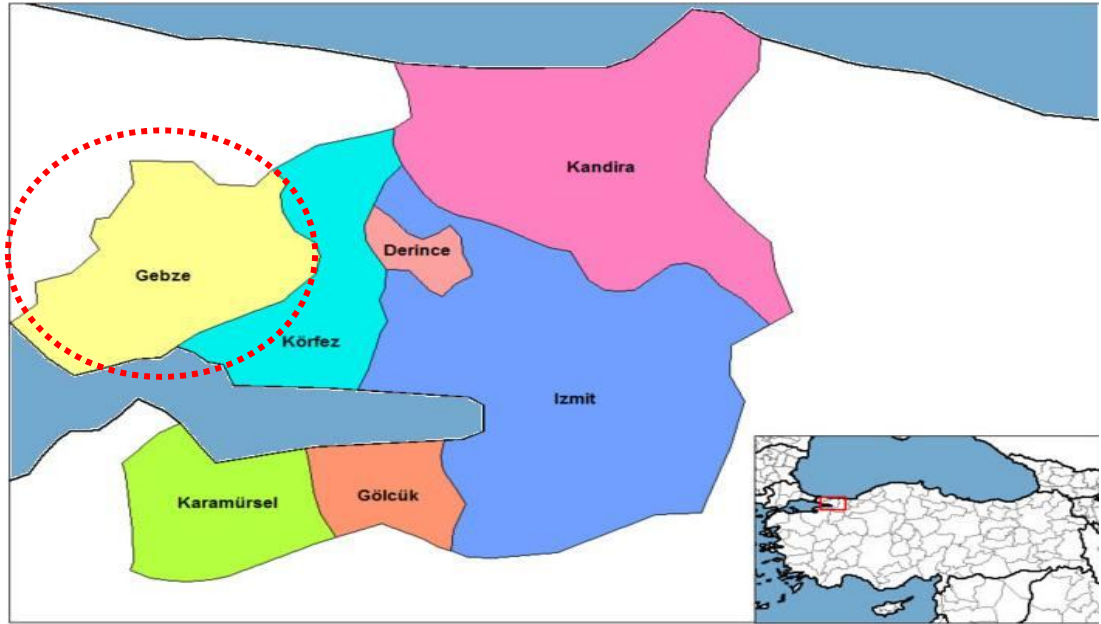 Kandira
Derince
Gebze
Körfez
Izmit
Karamürsel
Gölcük